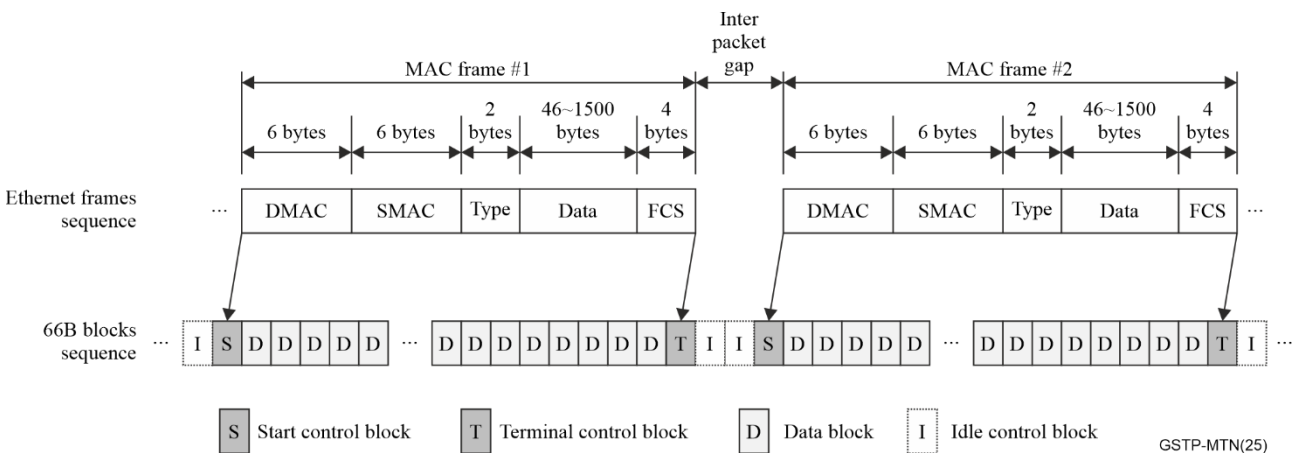 Inter
packet
gap
MAC frame #1
MAC frame #2
2
bytes
46~1500
bytes
4
bytes
6 bytes
6 bytes
2
bytes
46~1500
bytes
4
bytes
6 bytes
6 bytes
Ethernet frames
sequence
... DMAC SMAC Type Data FCS DMAC SMAC Type Data FCS ...
66B blocks
sequence
... I S D D D D D ... D D D D D D D D T I I S D D D D D ... D D D D D D D D T I ...
S Start control block T Terminal control block D Data block I Idle control block
GSTP-MTN(25)